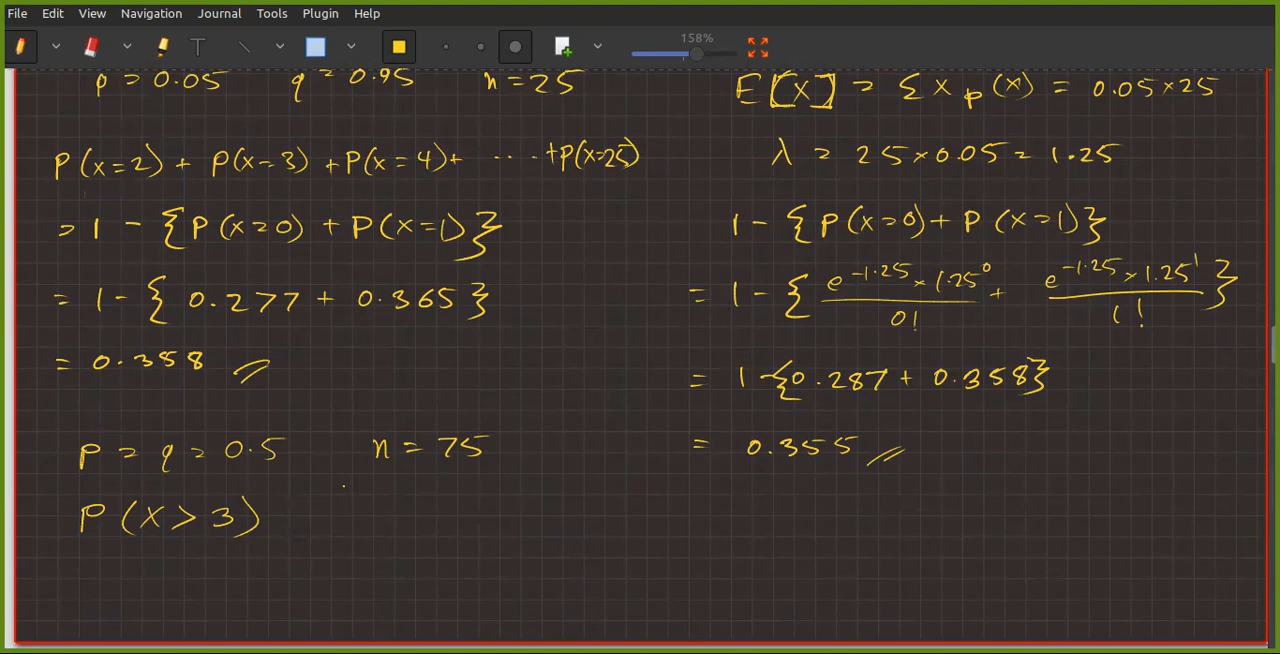 File Edit View Navigation Journal Tools Plugin Help
158%
p = 0.05 q = 0.95 n = 25
P(x=2) + P(x=3) + P(x=4) + .... + P(x=25)
= 1 - {P(x=0) + P(x=1)}
= 1 - {0.277 + 0.365}
= 0.358
p = q = 0.5 n = 75
P(x > 3)
E[X] = Σ x p(x) = 0.05 × 25
λ = 25 × 0.05 = 1.25
1 - {P(x=0) + P(x=1)}
= 1 - {e^-1.25 × 1.25^0 / 0! + e^-1.25 × 1.25^1 / 1!}
= 1 - {0.287 + 0.358}
= 0.355